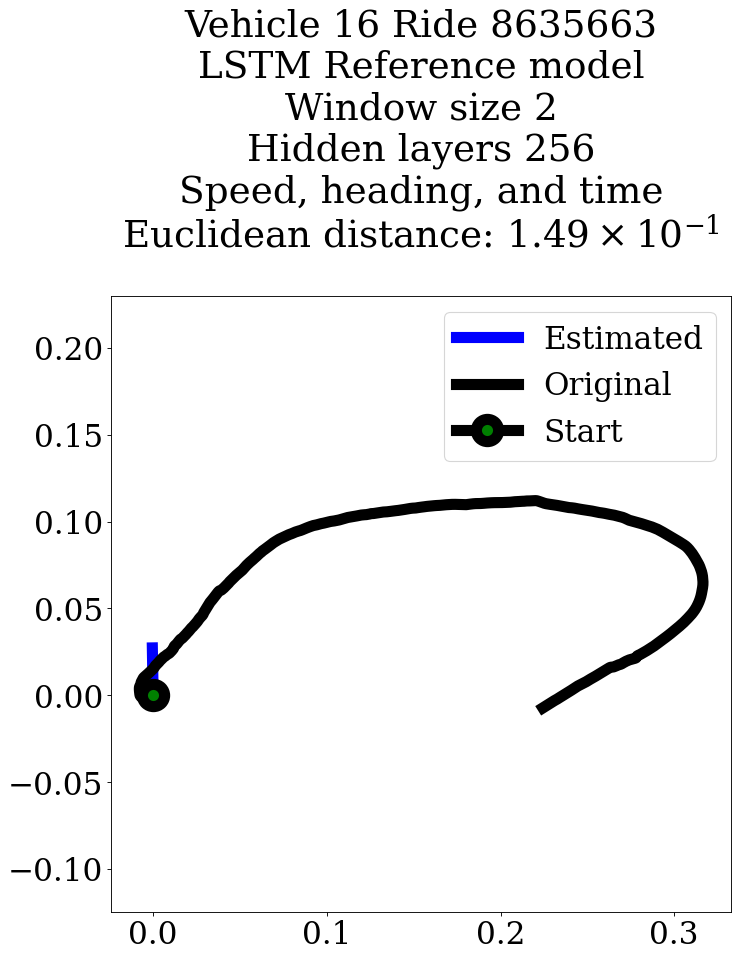 Vehicle 16 Ride 8635663
LSTM Reference model
Window size 2
Hidden layers 256
Speed, heading, and time
Euclidean distance: 1.49 × 10⁻¹
Estimated
Original
Start
0.20
0.15
0.10
0.05
0.00
−0.05
−0.10
0.0 0.1 0.2 0.3